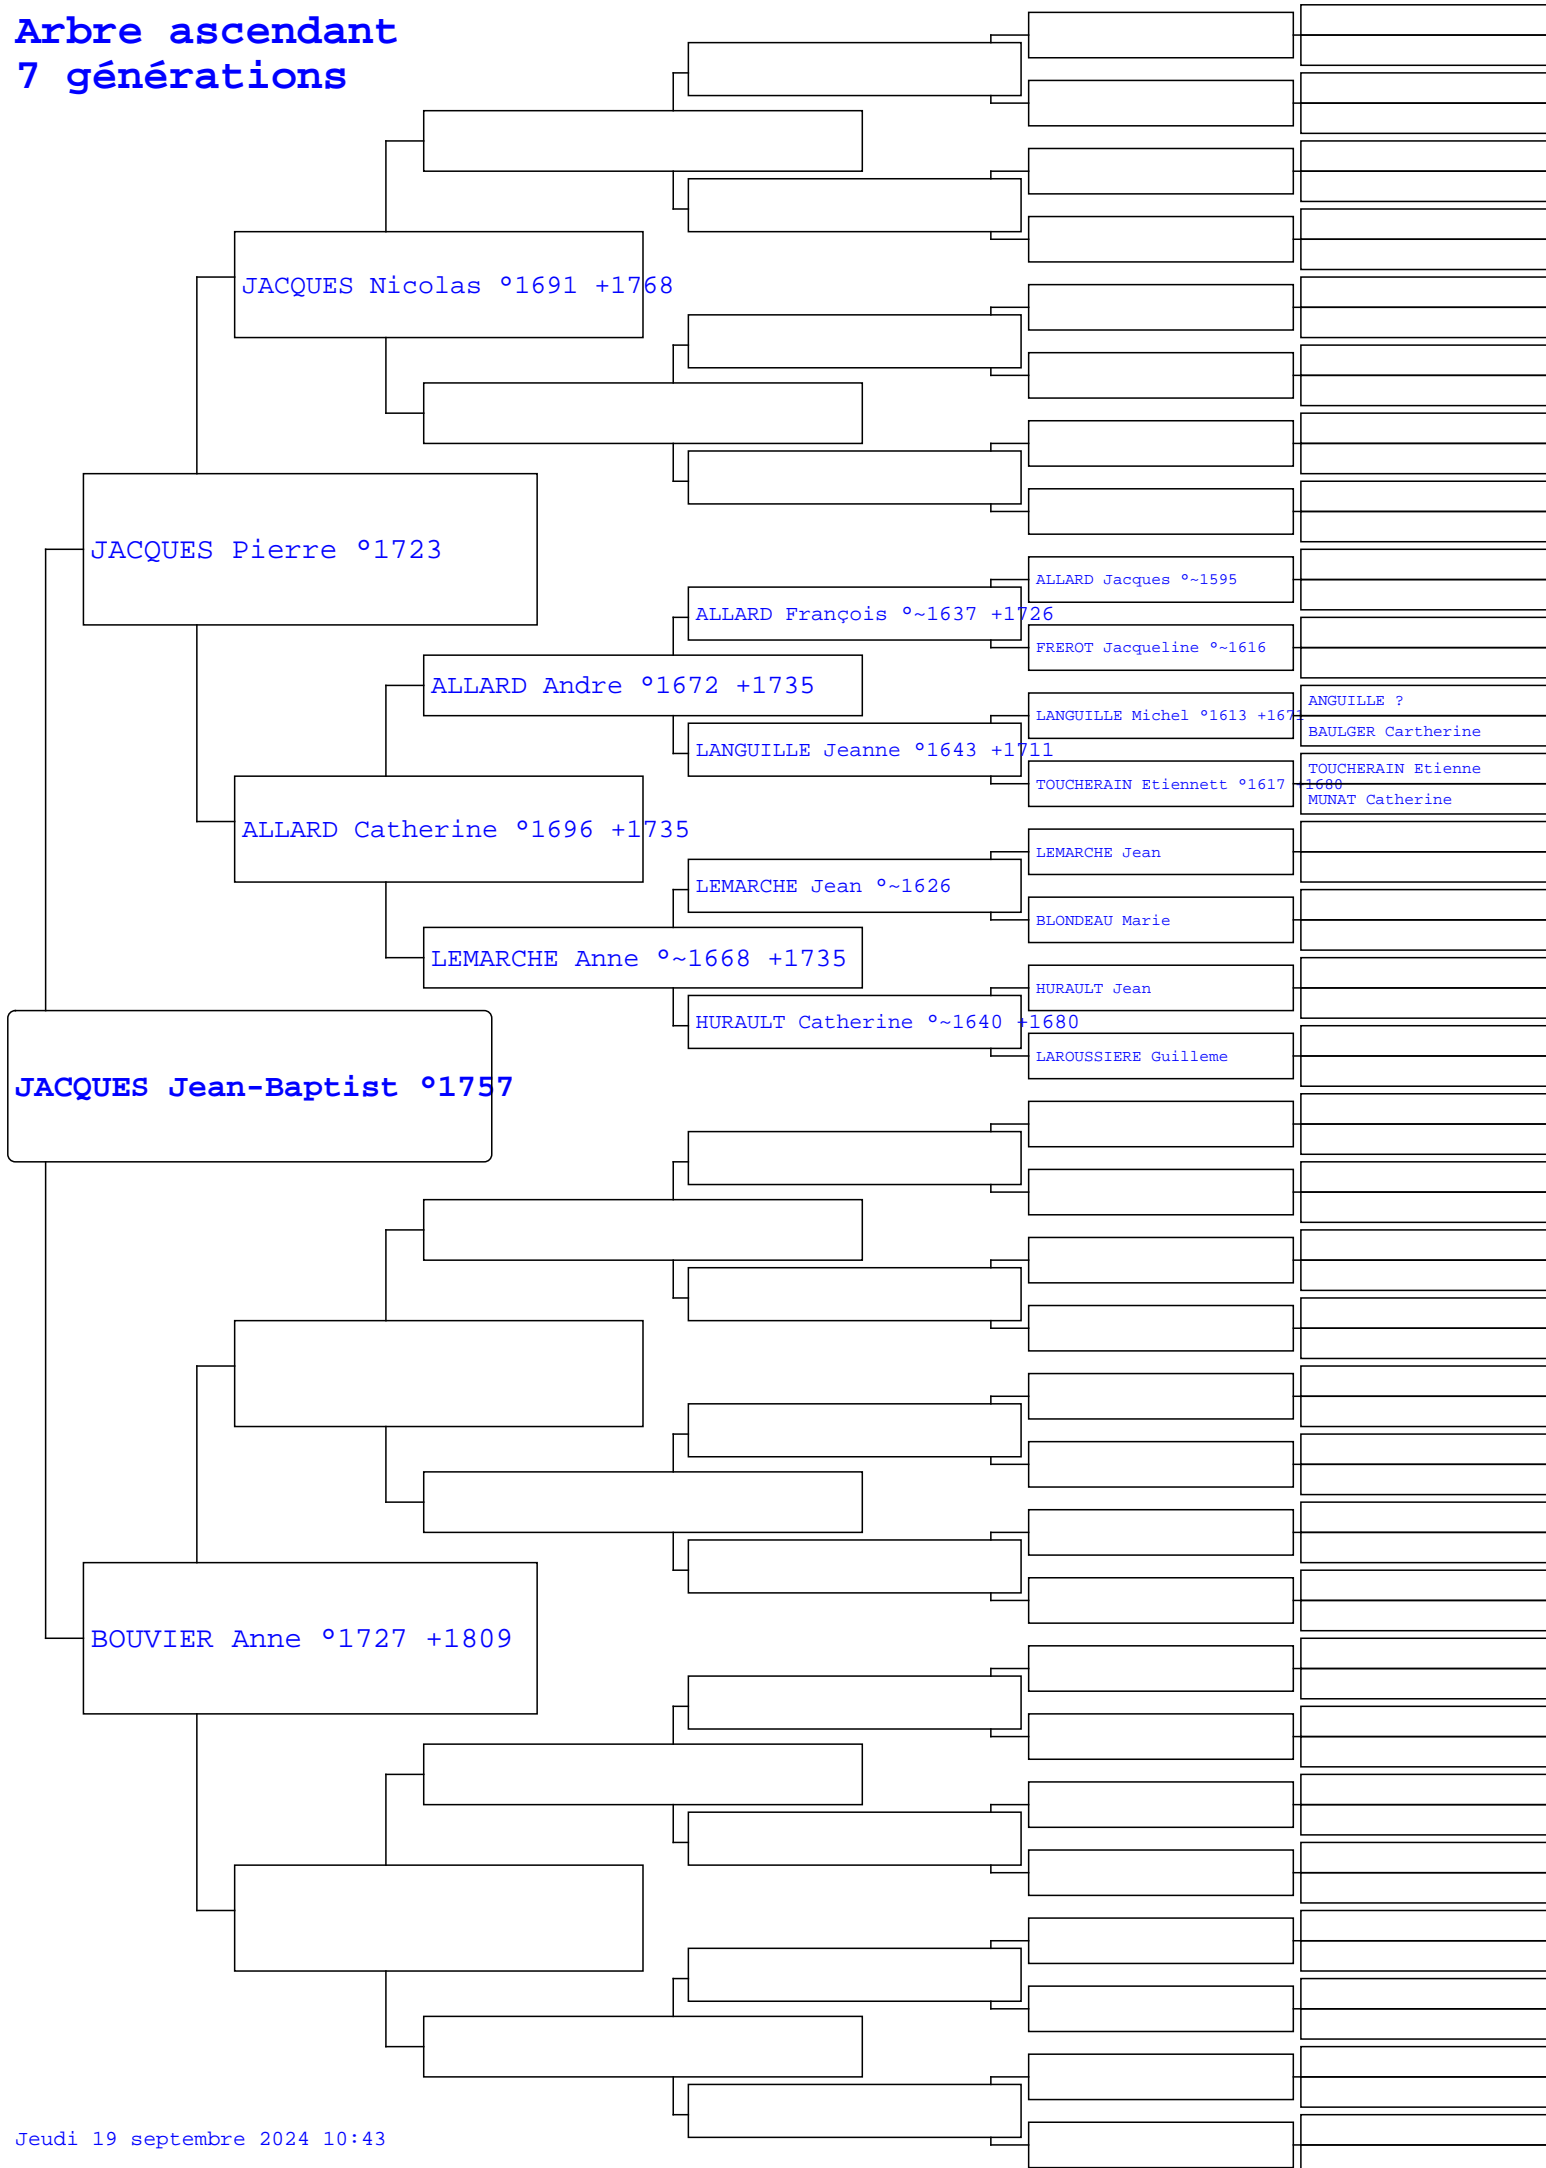 Arbre ascendant
7 générations
JACQUES Nicolas °1691 +1768
JACQUES Pierre °1723
ALLARD Jacques °~1595
ALLARD François °~1637 +1726
FREROT Jacqueline °~1616
ALLARD Andre °1672 +1735
ANGUILLE ?
LANGUILLE Michel °1613 +1671
BAULGER Cartherine
LANGUILLE Jeanne °1643 +1711
TOUCHERAIN Etienne
TOUCHERAIN Etiennett °1617 +1680
MUNAT Catherine
ALLARD Catherine °1696 +1735
LEMARCHE Jean
LEMARCHE Jean °~1626
BLONDEAU Marie
LEMARCHE Anne °~1668 +1735
HURAULT Jean
HURAULT Catherine °~1640 +1680
LAROUSSIERE Guilleme
JACQUES Jean-Baptist °1757
BOUVIER Anne °1727 +1809
Jeudi 19 septembre 2024 10:43